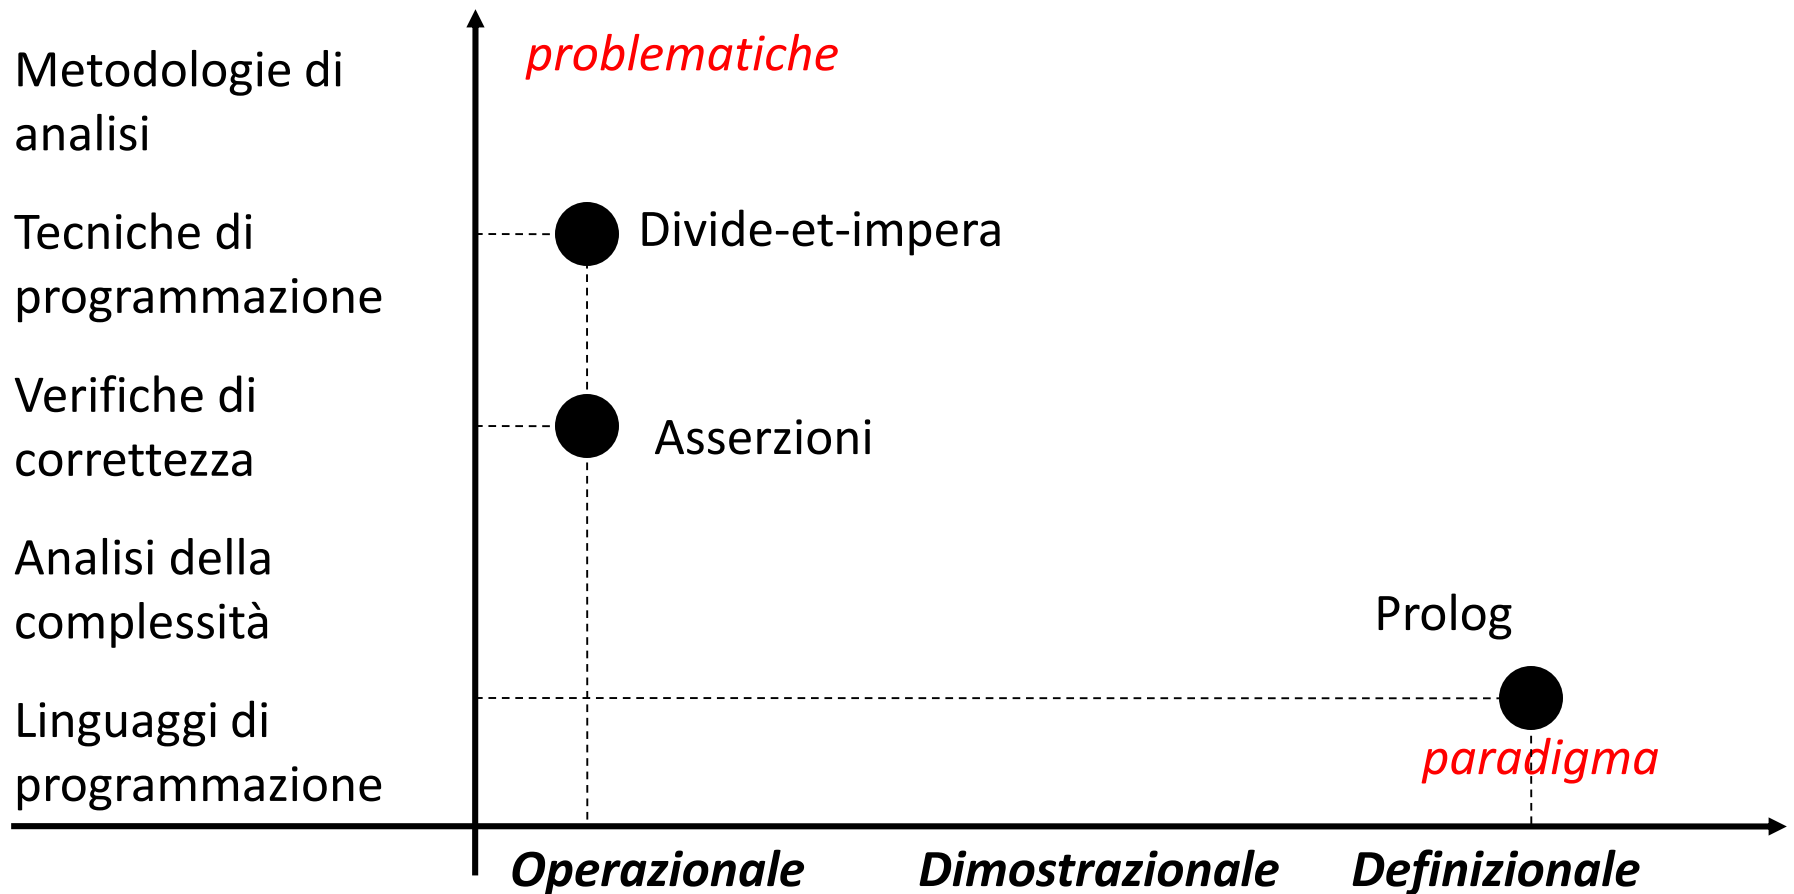 problematiche
Metodologie di
analisi
Tecniche di
programmazione
Divide-et-impera
Verifiche di
correttezza
Asserzioni
Analisi della
complessità
Prolog
Linguaggi di
programmazione
paradigma
Operazionale
Dimostrazionale
Definizionale